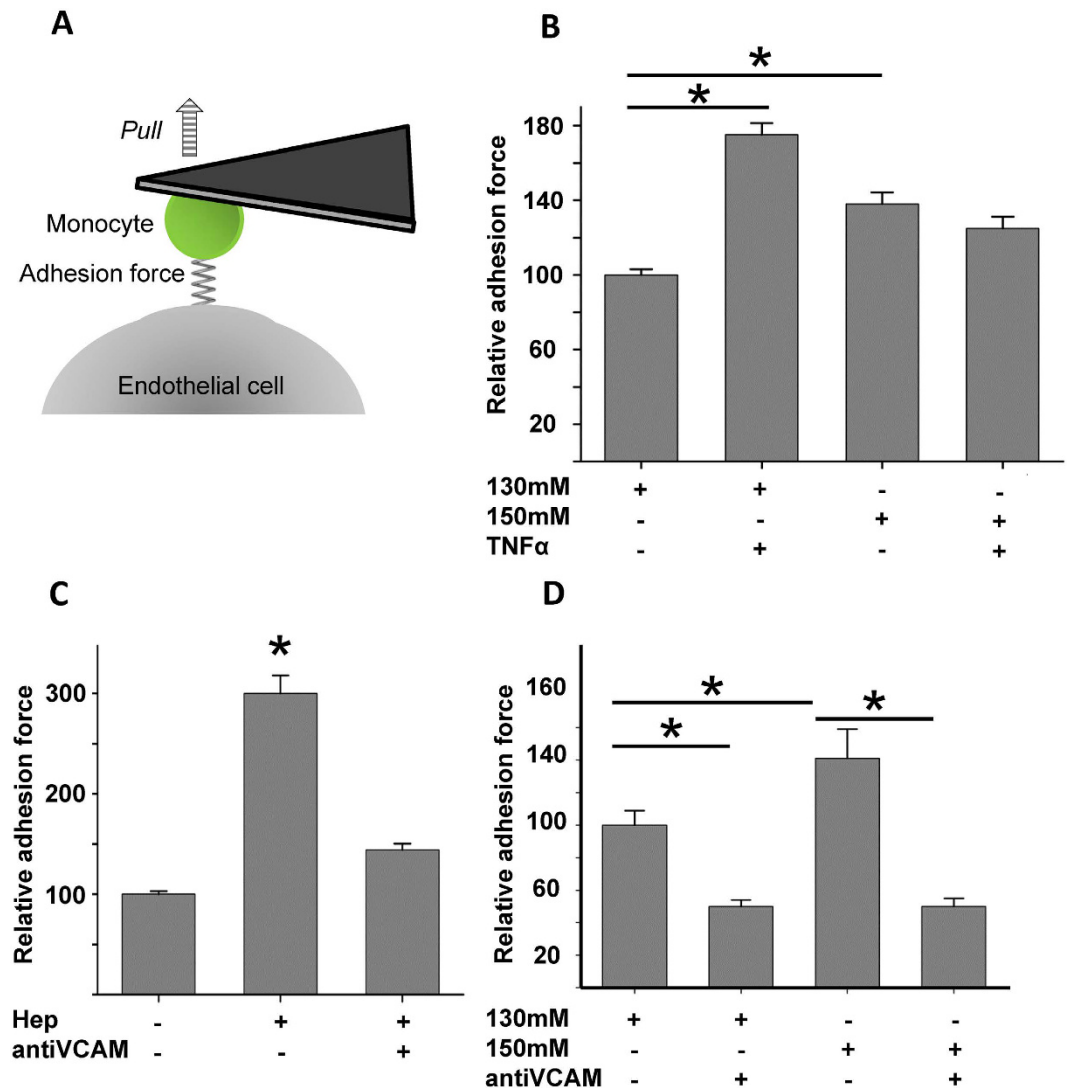 A
Pull
Monocyte
Adhesion force
Endothelial cell
B
* *
Relative adhesion force
180
140
100
60
20
130mM + + - -
150mM - - + +
TNFα - + - +
C
*
Relative adhesion force
300
200
100
Hep - + +
antiVCAM - - +
D
* * *
Relative adhesion force
160
140
100
60
20
130mM + + - -
150mM - - + +
antiVCAM - + - +